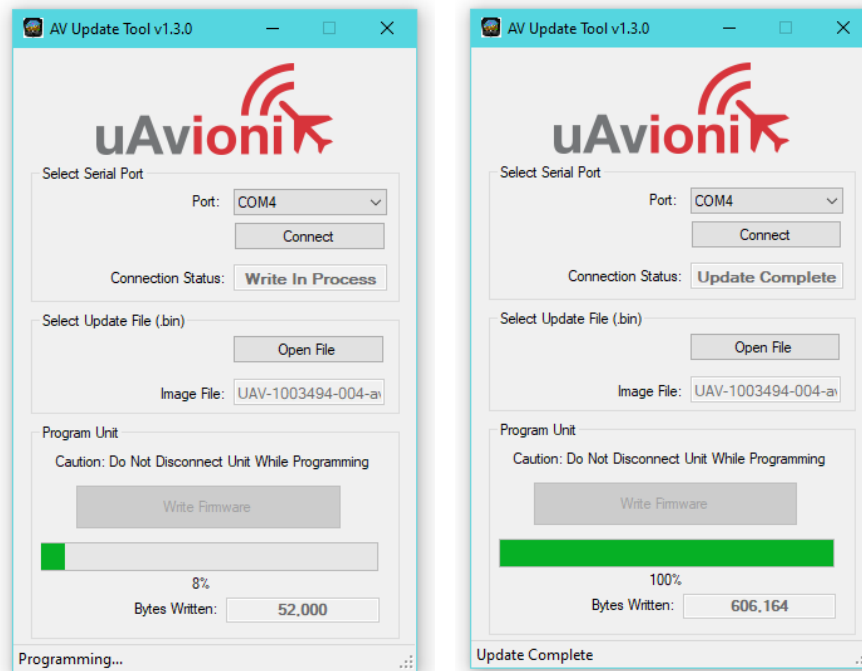 AV Update Tool v1.3.0
uAvionix
Select Serial Port
Port: COM4
Connect
Connection Status: Write In Process
Select Update File (.bin)
Open File
Image File: UAV-1003494-004-av
Program Unit
Caution: Do Not Disconnect Unit While Programming
Write Firmware
8%
Bytes Written: 52,000
Programming...
AV Update Tool v1.3.0
uAvionix
Select Serial Port
Port: COM4
Connect
Connection Status: Update Complete
Select Update File (.bin)
Open File
Image File: UAV-1003494-004-av
Program Unit
Caution: Do Not Disconnect Unit While Programming
Write Firmware
100%
Bytes Written: 606,164
Update Complete